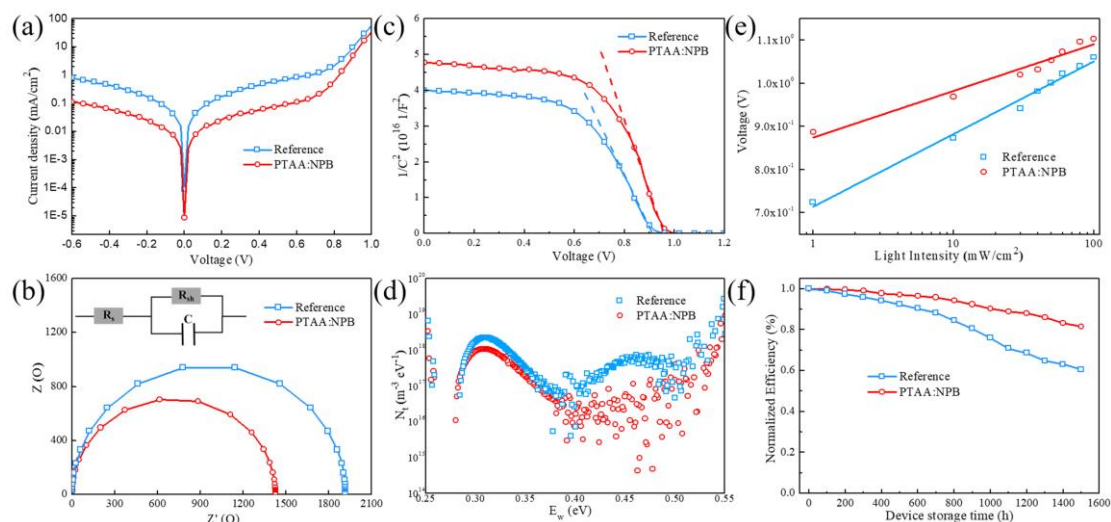 (a)
Current density (mA/cm²)
100
10
1
0.1
0.01
1E-3
1E-4
1E-5
Reference
PTAA:NPB
-0.6 -0.4 -0.2 0.0 0.2 0.4 0.6 0.8 1.0
Voltage (V)
(c)
1/C² (10¹⁶ 1/F²)
6
5
4
3
2
1
0
Reference
PTAA:NPB
0.0 0.2 0.4 0.6 0.8 1.0 1.2
Voltage (V)
(e)
Voltage (V)
1.1x10⁰
1.0x10⁰
9.0x10⁻¹
8.0x10⁻¹
7.0x10⁻¹
Reference
PTAA:NPB
1 10 100
Light Intensity (mW/cm²)
(b)
Z (O)
1600
1200
800
400
0
Rₛ
Rₛₕ
C
Reference
PTAA:NPB
0 300 600 900 1200 1500 1800 2100
Z' (O)
(d)
Nₜ (m⁻³ eV⁻¹)
10²⁰
10¹⁹
10¹⁸
10¹⁷
10¹⁶
10¹⁵
10¹⁴
Reference
PTAA:NPB
0.25 0.30 0.35 0.40 0.45 0.50 0.55
E_w (eV)
(f)
Normalized Efficiency (%)
1.0
0.8
0.6
0.4
0.2
0.0
Reference
PTAA:NPB
0 200 400 600 800 1000 1200 1400 1600
Device storage time (h)